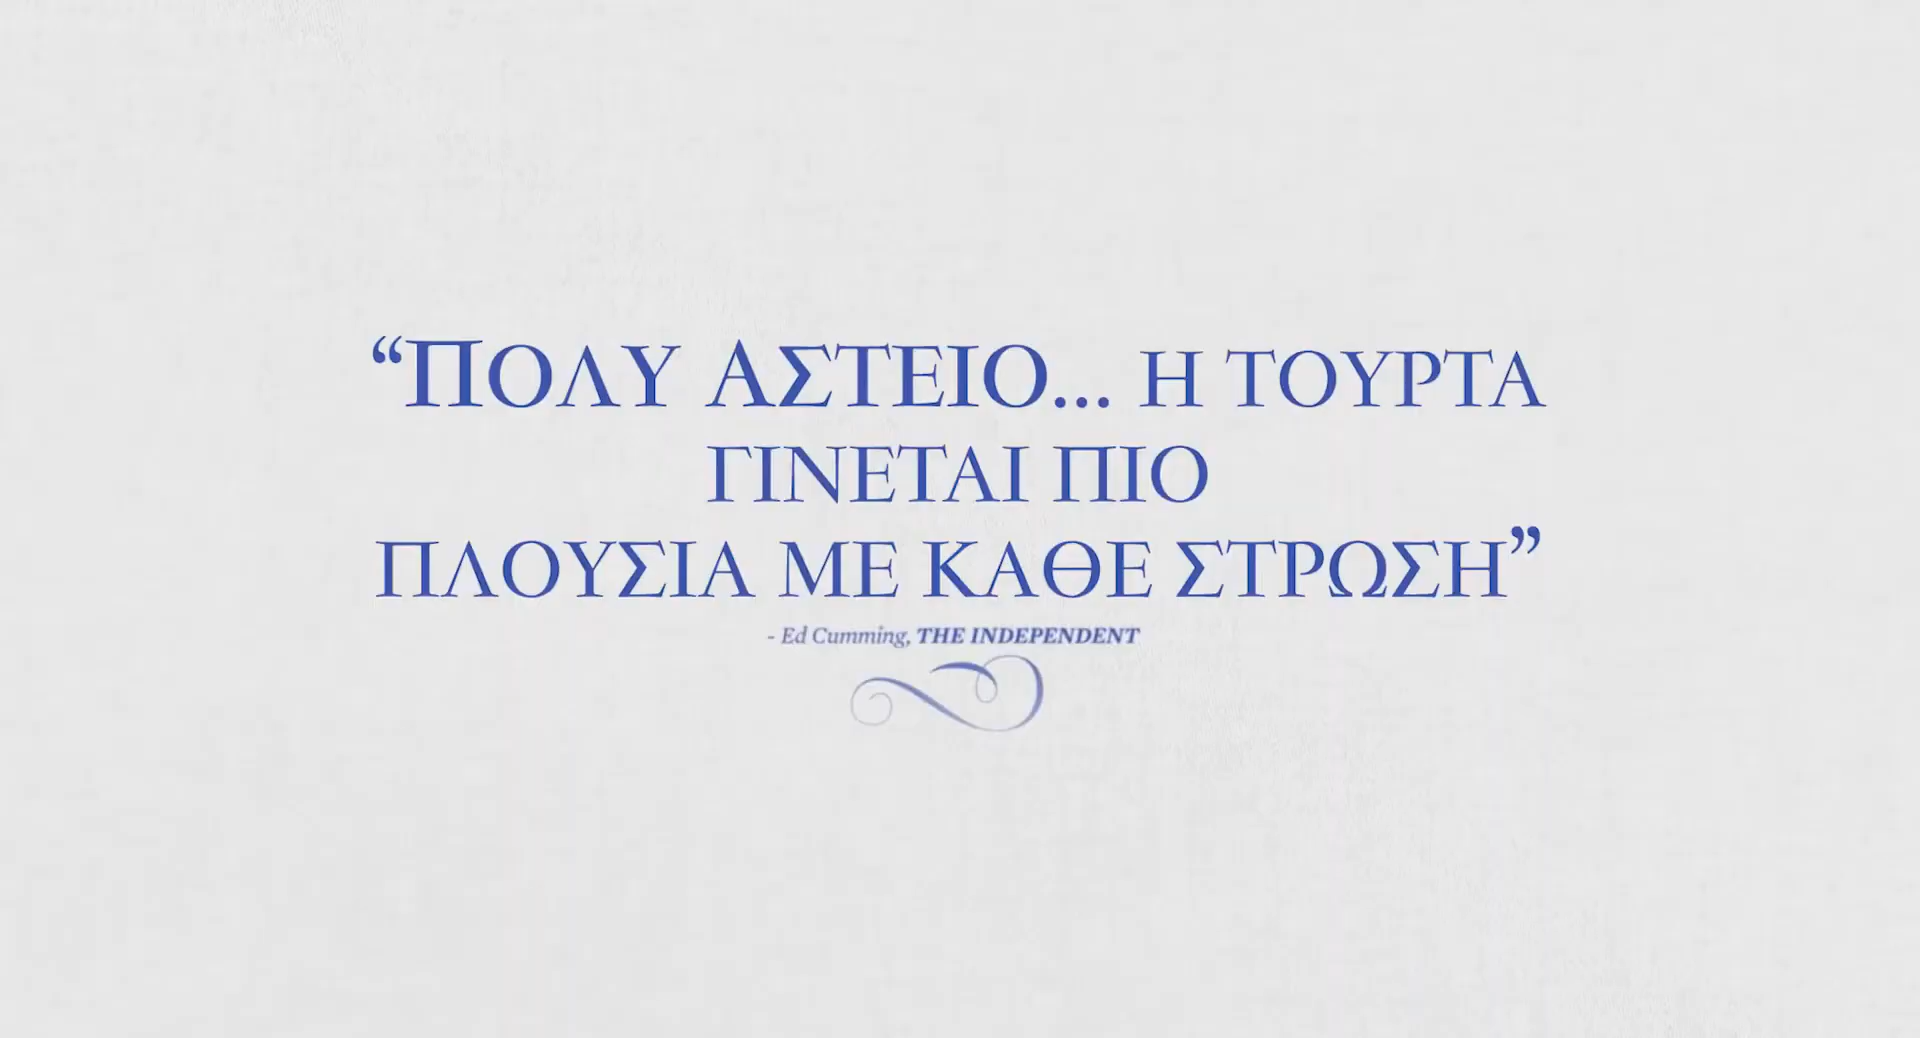 “ΠΟΛΥ ΑΣΤΕΙΟ... Η ΤΟΥΡΤΑ
ΓΙΝΕΤΑΙ ΠΙΟ
ΠΛΟΥΣΙΑ ΜΕ ΚΑΘΕ ΣΤΡΩΣΗ”
- Ed Cumming, THE INDEPENDENT